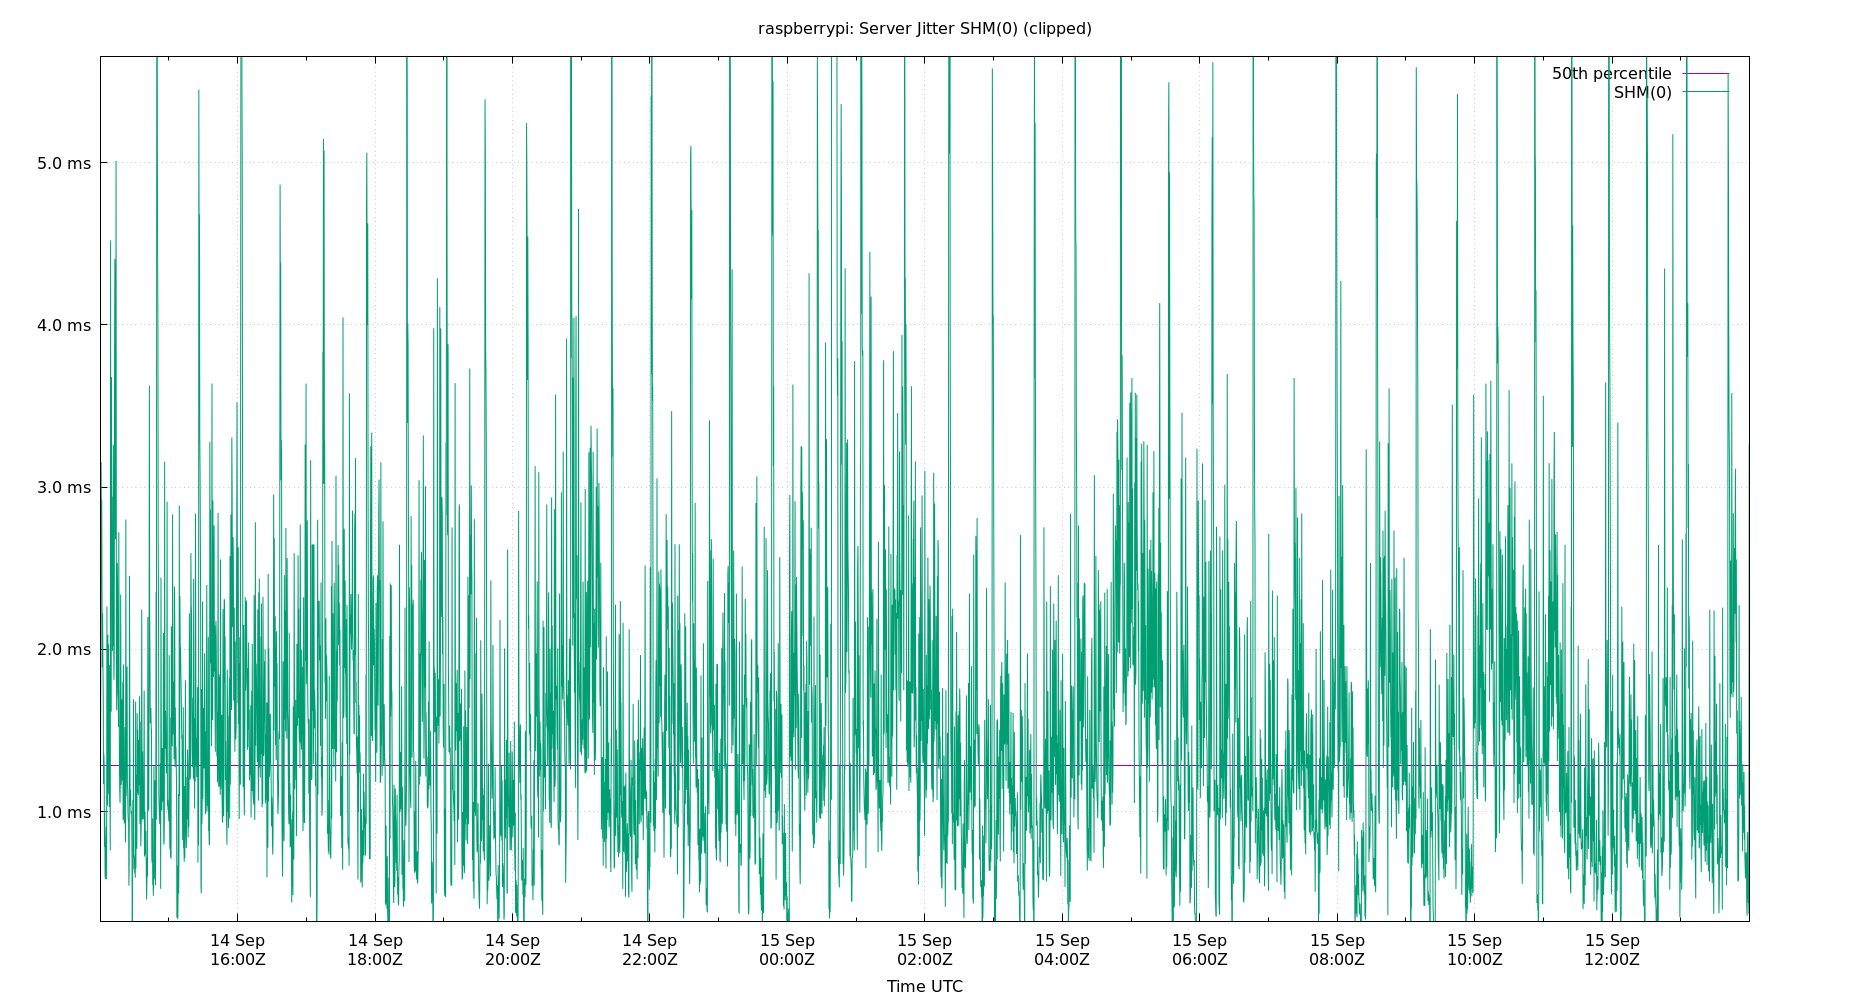 raspberrypi: Server Jitter SHM(0) (clipped)
50th percentile
SHM(0)
5.0 ms
4.0 ms
3.0 ms
2.0 ms
1.0 ms
14 Sep 14 Sep 14 Sep 14 Sep 15 Sep 15 Sep 15 Sep 15 Sep 15 Sep 15 Sep 15 Sep
16:00Z 18:00Z 20:00Z 22:00Z 00:00Z 02:00Z 04:00Z 06:00Z 08:00Z 10:00Z 12:00Z
Time UTC